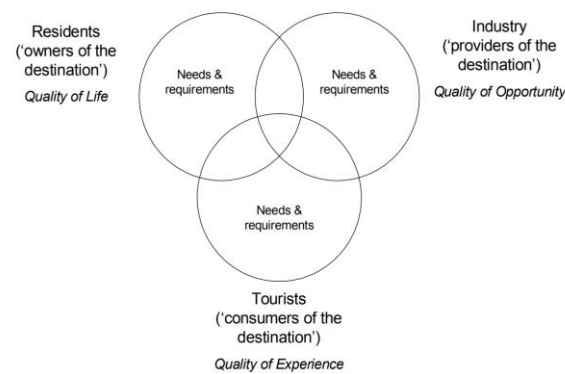 Residents
('owners of the
destination')
Quality of Life
Industry
('providers of the
destination')
Quality of Opportunity
Needs &
requirements
Needs &
requirements
Needs &
requirements
Tourists
('consumers of the
destination')
Quality of Experience